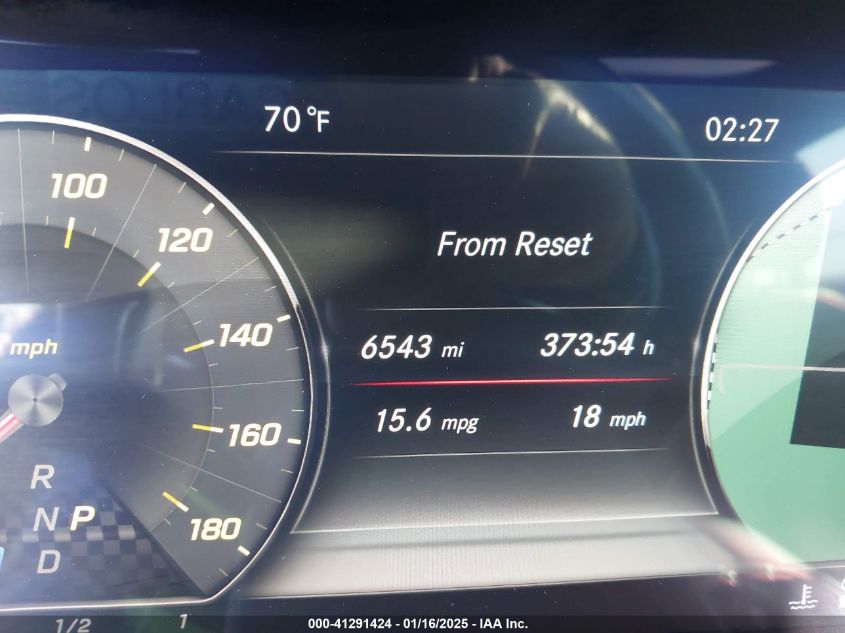 70°F
02:27
100
120
140
160
180
mph
From Reset
6543 mi
373:54 h
15.6 mpg
18 mph
R
N P
D
1/2
1
000-41291424 - 01/16/2025 - IAA Inc.